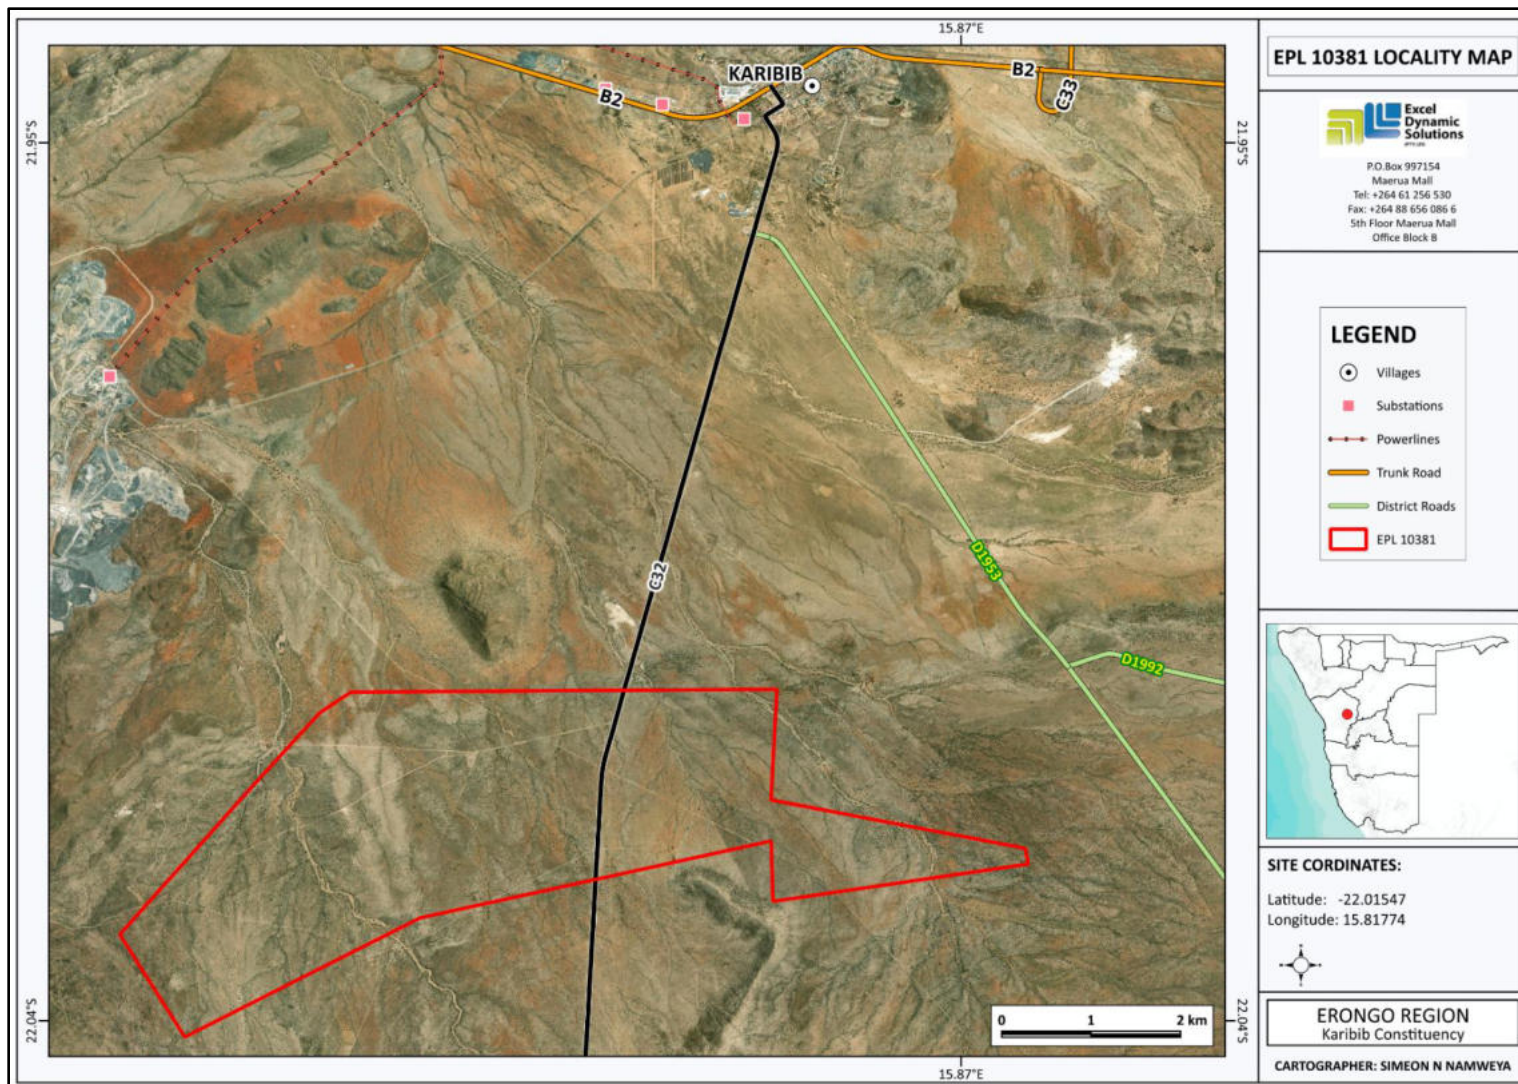 15.87°E
EPL 10381 LOCALITY MAP
KARIBIB
B2
B2
C33
Excel
Dynamic
Solutions
(PTY) LTD
21.95°S
21.95°S
P.O.Box 997154
Maerua Mall
Tel: +264 61 256 530
Fax: +264 88 656 086 6
5th Floor Maerua Mall
Office Block B
LEGEND
Villages
Substations
Powerlines
Trunk Road
District Roads
EPL 10381
C32
D1953
D1992
SITE CORDINATES:
Latitude: -22.01547
Longitude: 15.81774
22.04°S
22.04°S
0 1 2 km
ERONGO REGION
Karibib Constituency
CARTOGRAPHER: SIMEON N NAMWEYA
15.87°E